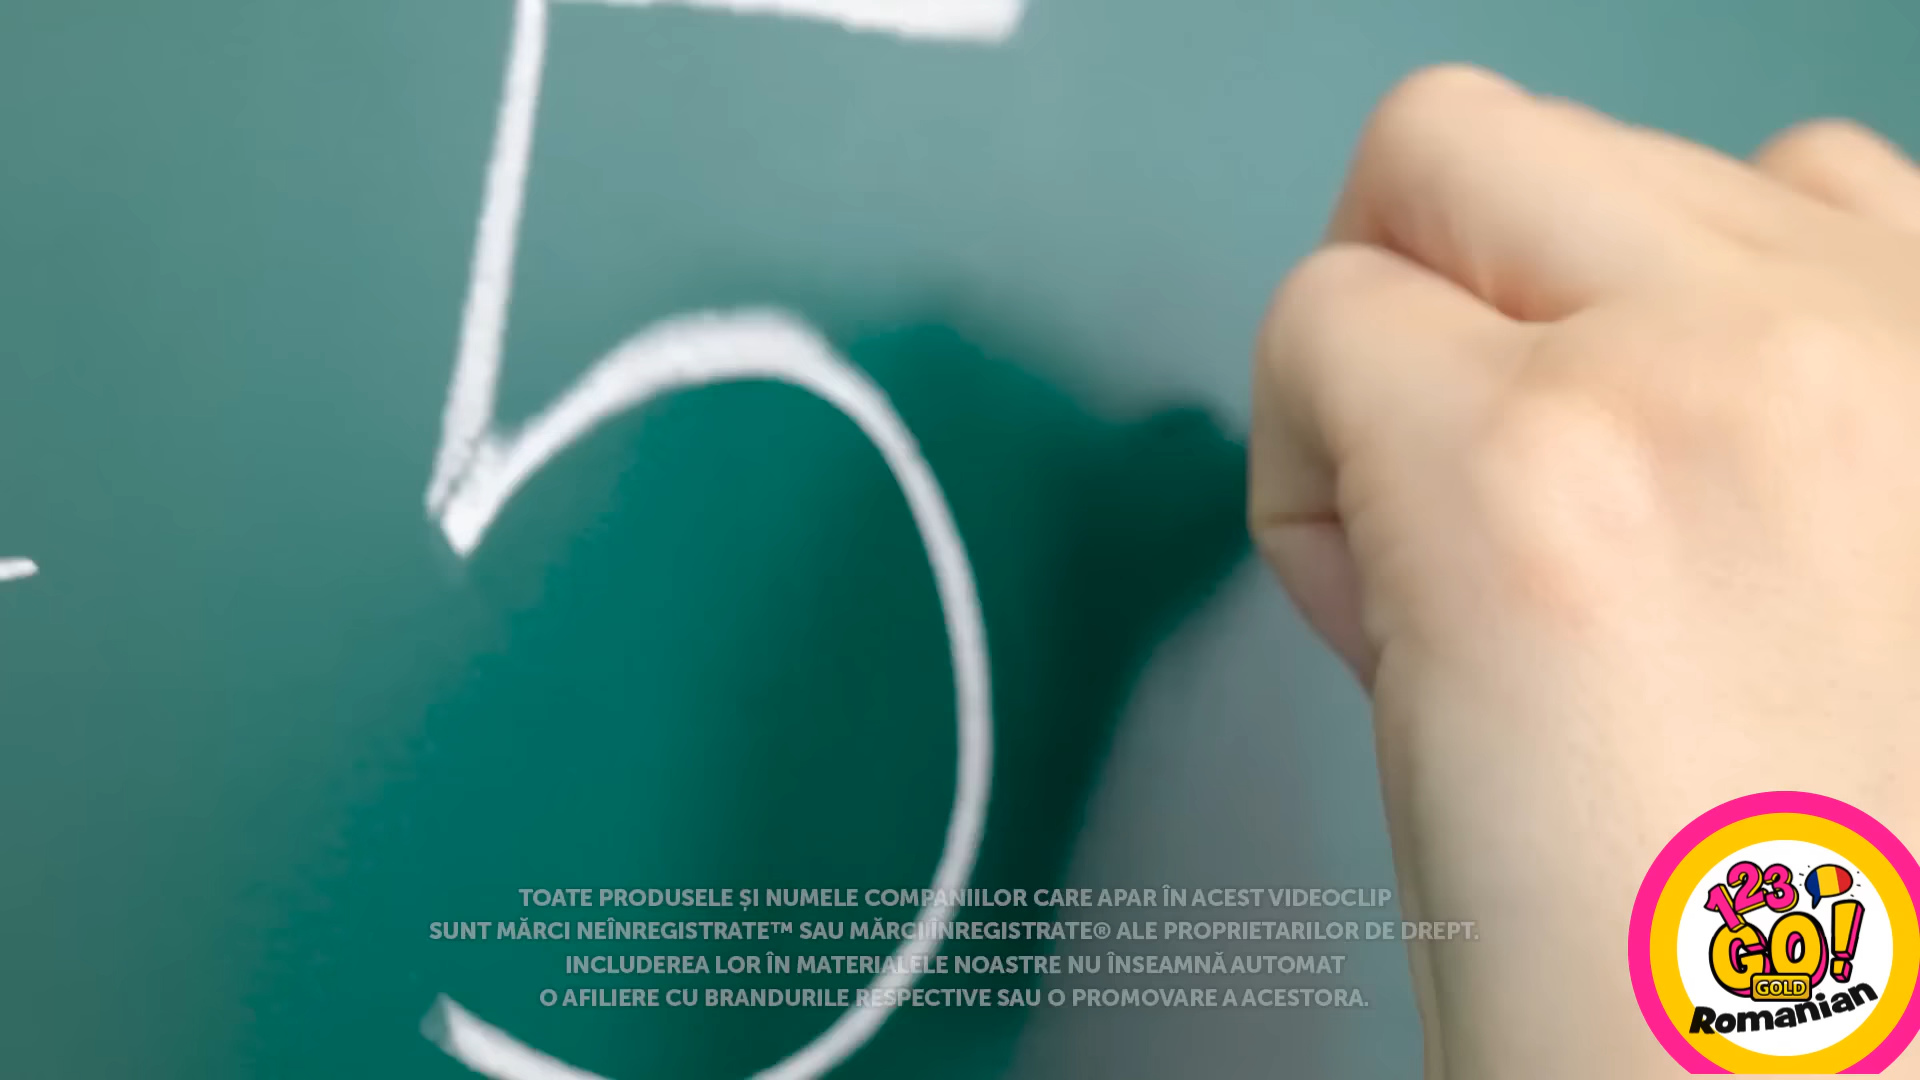 5
TOATE PRODUSELE ȘI NUMELE COMPANIILOR CARE APAR ÎN ACEST VIDEOCLIP
SUNT MĂRCI NEÎNREGISTRATE™ SAU MĂRCI ÎNREGISTRATE® ALE PROPRIETARILOR DE DREPT.
INCLUDEREA LOR ÎN MATERIALELE NOASTRE NU ÎNSEAMNĂ AUTOMAT
O AFILIERE CU BRANDURILE RESPECTIVE SAU O PROMOVARE A ACESTORA.
123
GO!
GOLD
Romanian